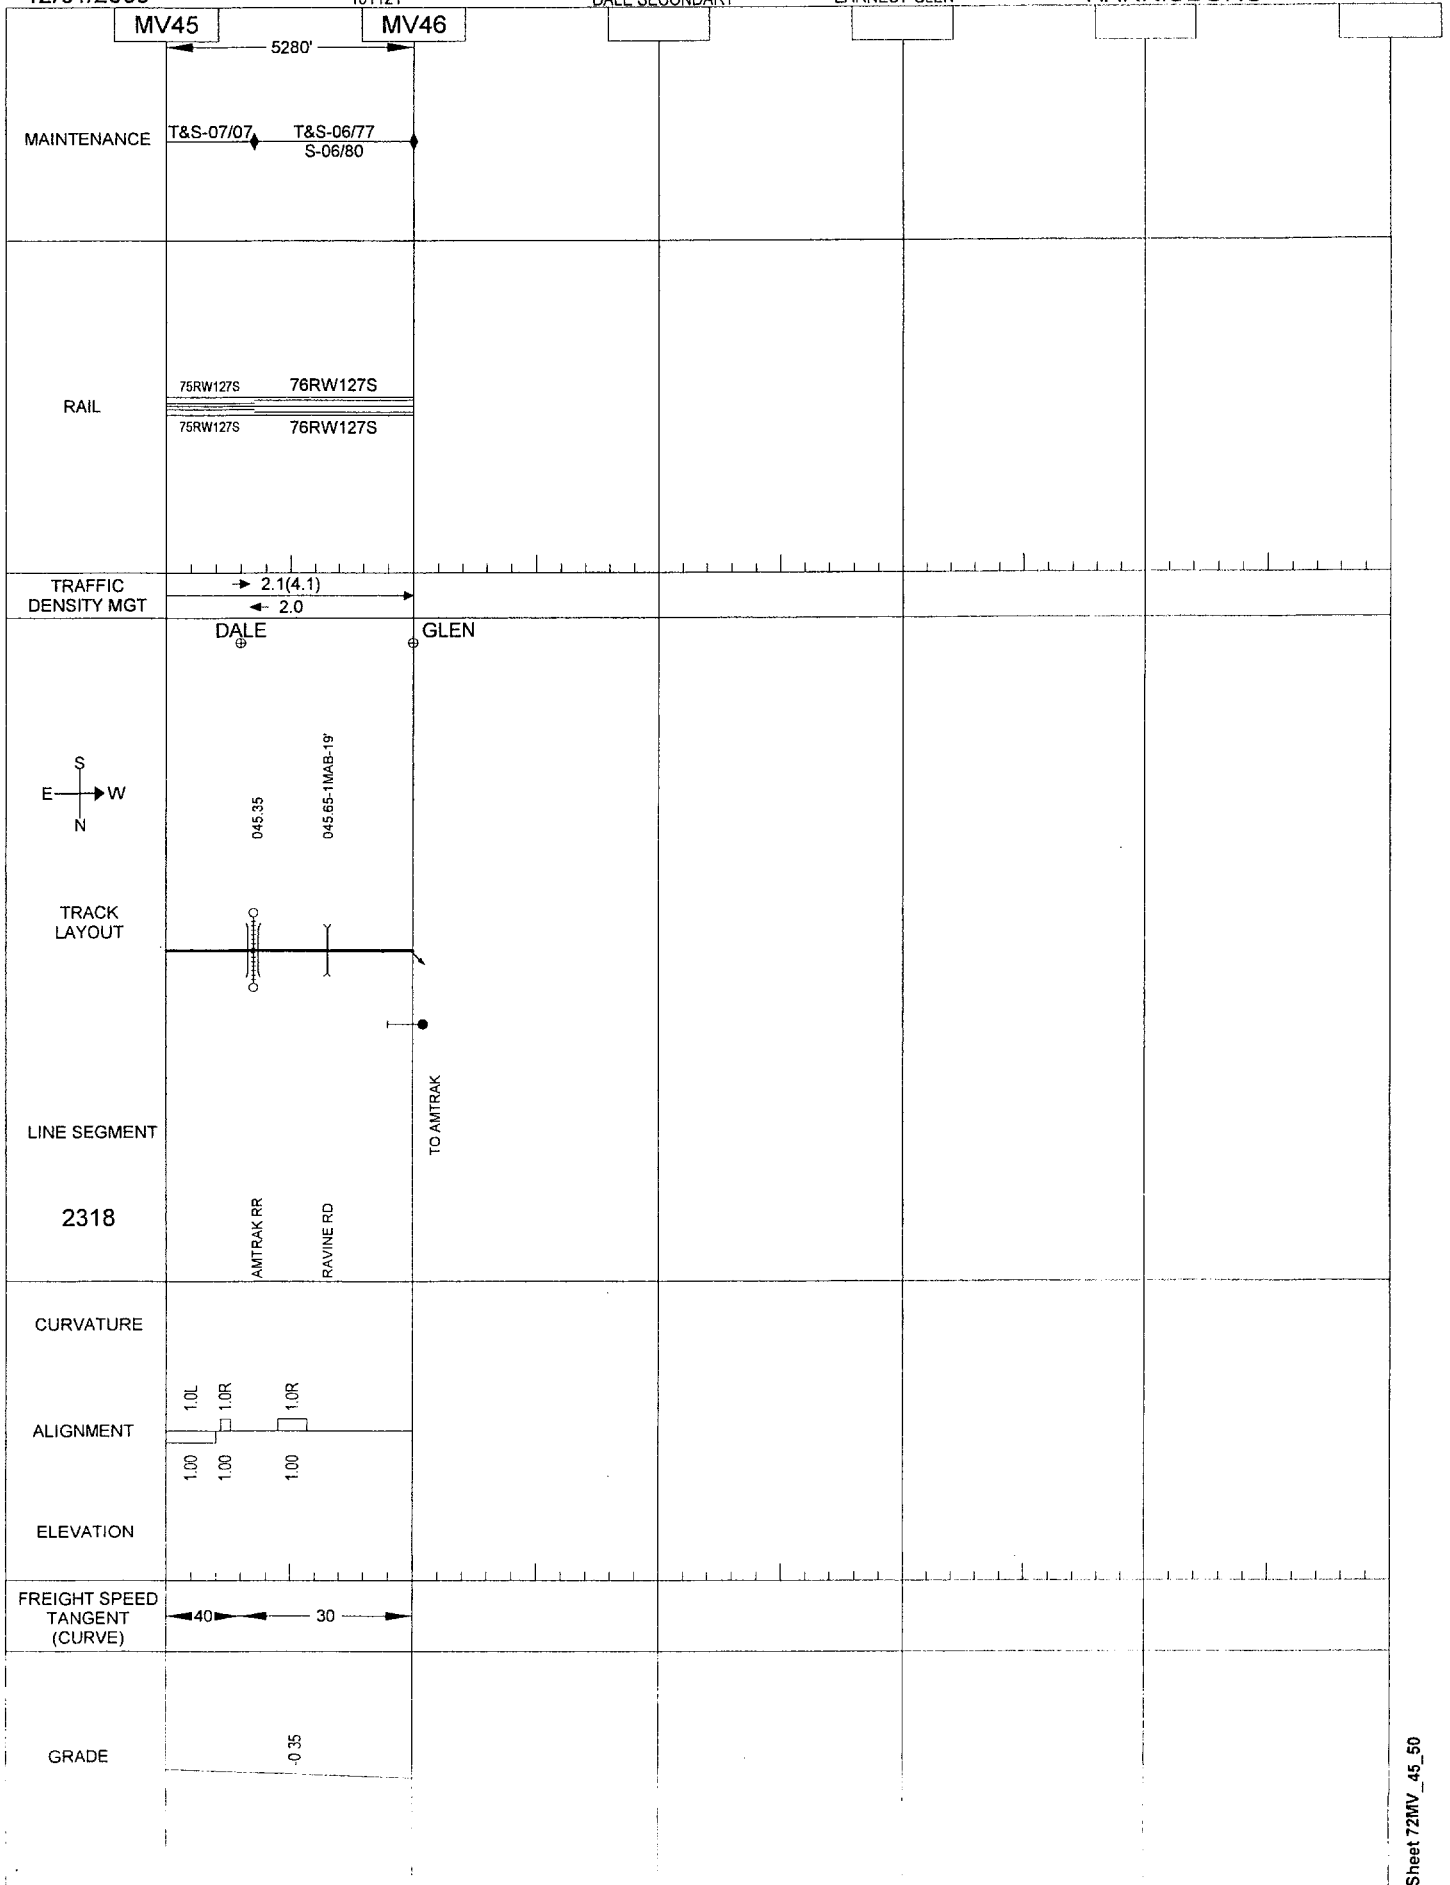 MV45 MV46
5280'
MAINTENANCE
T&S-07/07 T&S-06/77
S-06/80
RAIL
75RW127S 76RW127S
75RW127S 76RW127S
TRAFFIC
DENSITY MGT
2.1(4.1)
2.0
DALE GLEN
S
E W
N
045.35
045.65-1MAB-19'
TRACK
LAYOUT
TO AMTRAK
LINE SEGMENT
2318
AMTRAK RR
RAVINE RD
CURVATURE
1.0L 1.0R 1.0R
ALIGNMENT
1.00 1.00 1.00
ELEVATION
FREIGHT SPEED
TANGENT
(CURVE)
40 30
GRADE
-0.35
Sheet 72MV_45_50